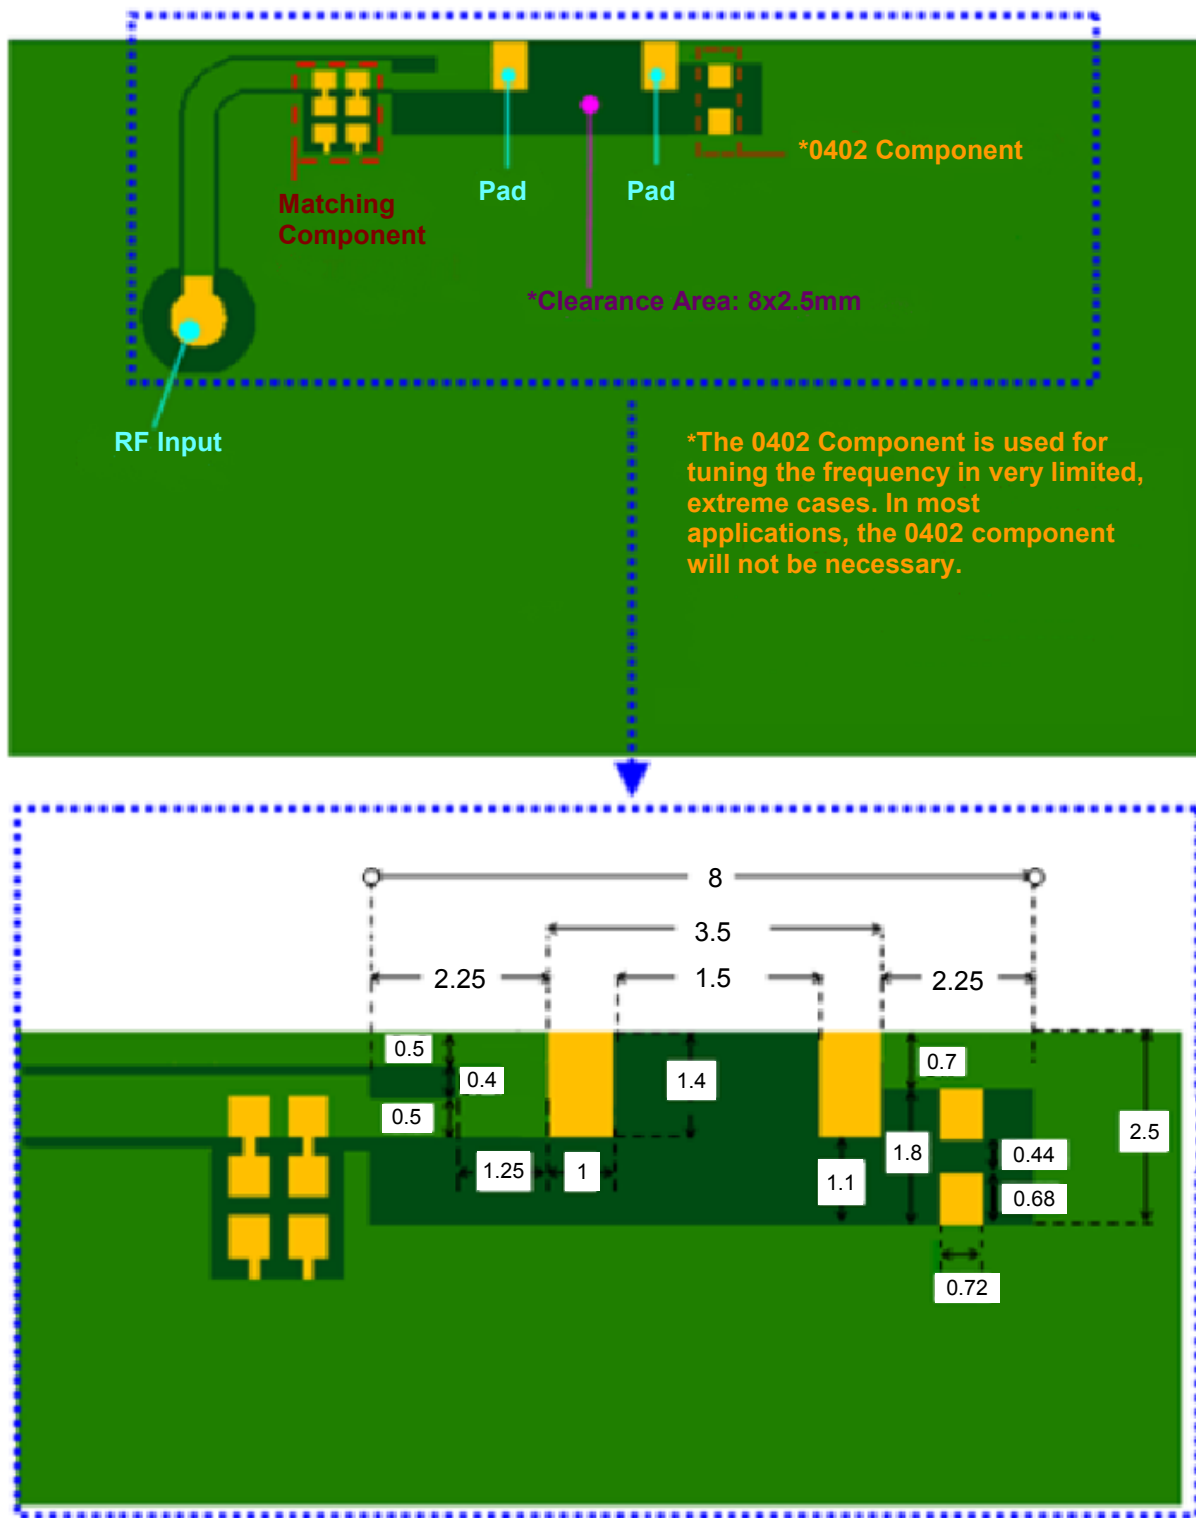 *0402 Component
Pad
Pad
Matching
Component
*Clearance Area: 8x2.5mm
RF Input
*The 0402 Component is used for
tuning the frequency in very limited,
extreme cases. In most
applications, the 0402 component
will not be necessary.
8
3.5
2.25
1.5
2.25
0.5
0.7
0.4
1.4
0.5
2.5
1.8
0.44
1.25
1
1.1
0.68
0.72